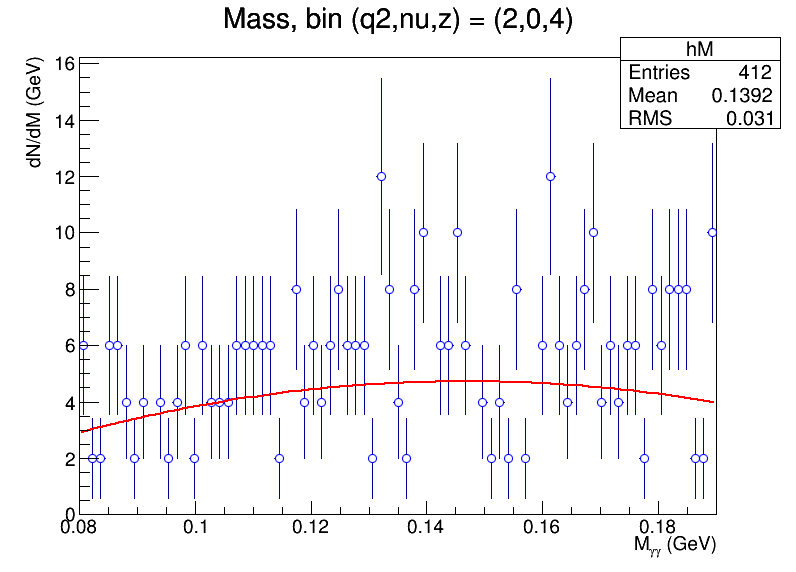 Mass, bin (q2,nu,z) = (2,0,4)
hM
Entries 412
Mean 0.1392
RMS 0.031
dN/dM (GeV)
16
14
12
10
8
6
4
2
0
0.08 0.1 0.12 0.14 0.16 0.18
Mγγ (GeV)